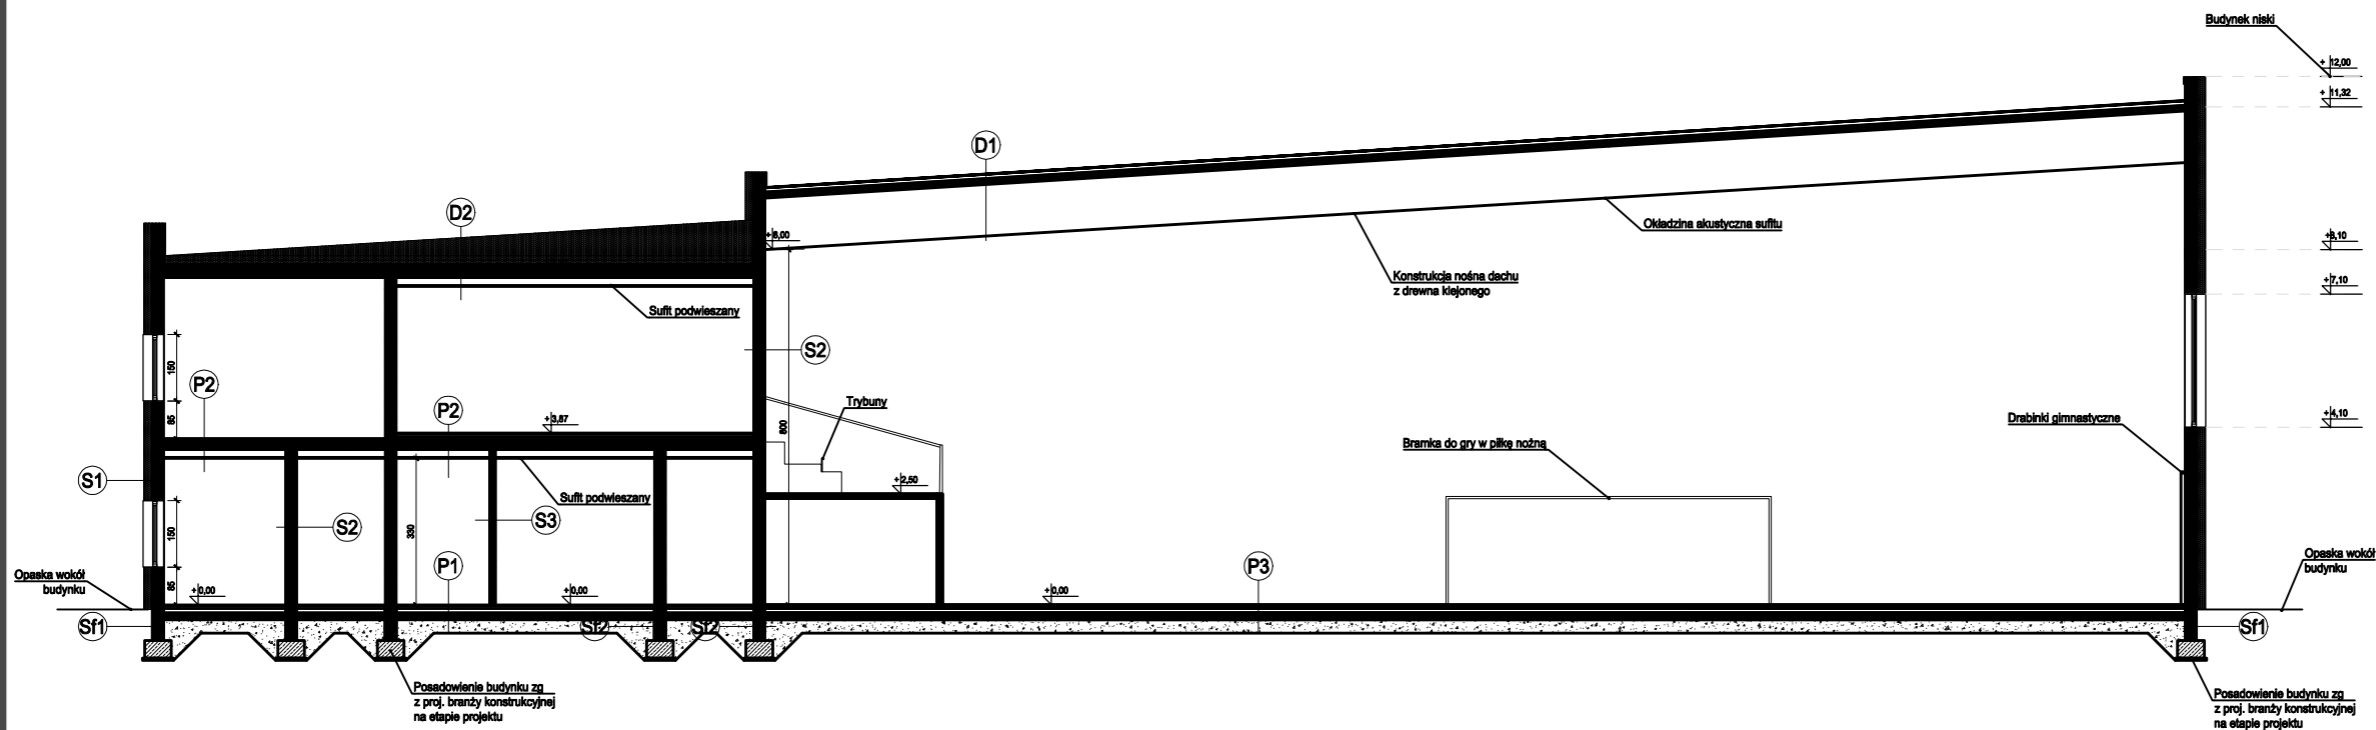 Budynek niski
+ 12,00
+ 11,32
D1
D2
+ 8,00
Okładzina akustyczna sufitu
Konstrukcja nośna dachu
z drewna klejonego
+7,10
Sufit podwieszany
S2
150
P2
P2
85
+ 3,87
Trybuny
800
+4,10
Drabinki gimnastyczne
Bramka do gry w piłkę nożną
S1
+2,50
Sufit podwieszany
150
S2
330
S3
P1
P3
Opaska wokół
budynku
85
+0,00
+0,00
+0,00
Opaska wokół
budynku
Sf1
Sf2
Sf2
Sf1
Posadowienie budynku zg
z proj. branży konstrukcyjnej
na etapie projektu
Posadowienie budynku zg
z proj. branży konstrukcyjnej
na etapie projektu